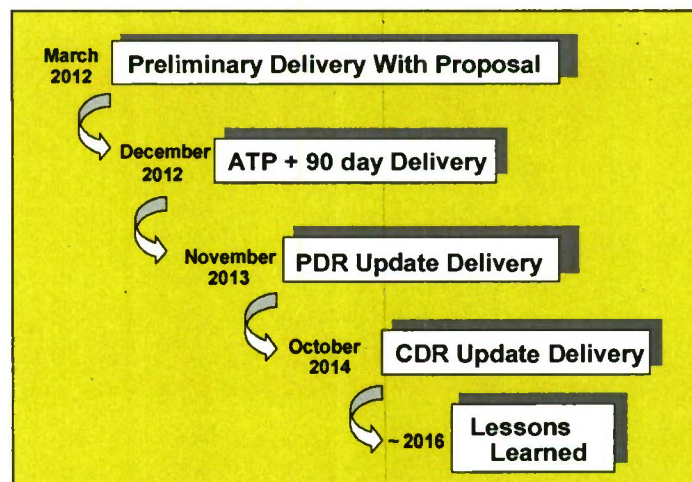 March
2012
Preliminary Delivery With Proposal
December
2012
ATP + 90 day Delivery
November
2013
PDR Update Delivery
October
2014
CDR Update Delivery
~ 2016
Lessons
Learned